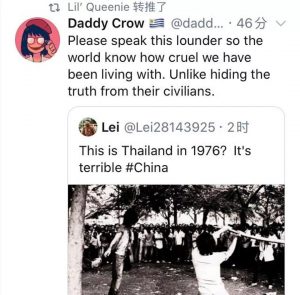 Lil' Queenie 转推了
Daddy Crow 🇬🇷 @dadd... · 46分
Please speak this lounder so the
world know how cruel we have
been living with. Unlike hiding the
truth from their civilians.
Lei @Lei28143925 · 2时
This is Thailand in 1976? It's
terrible #China